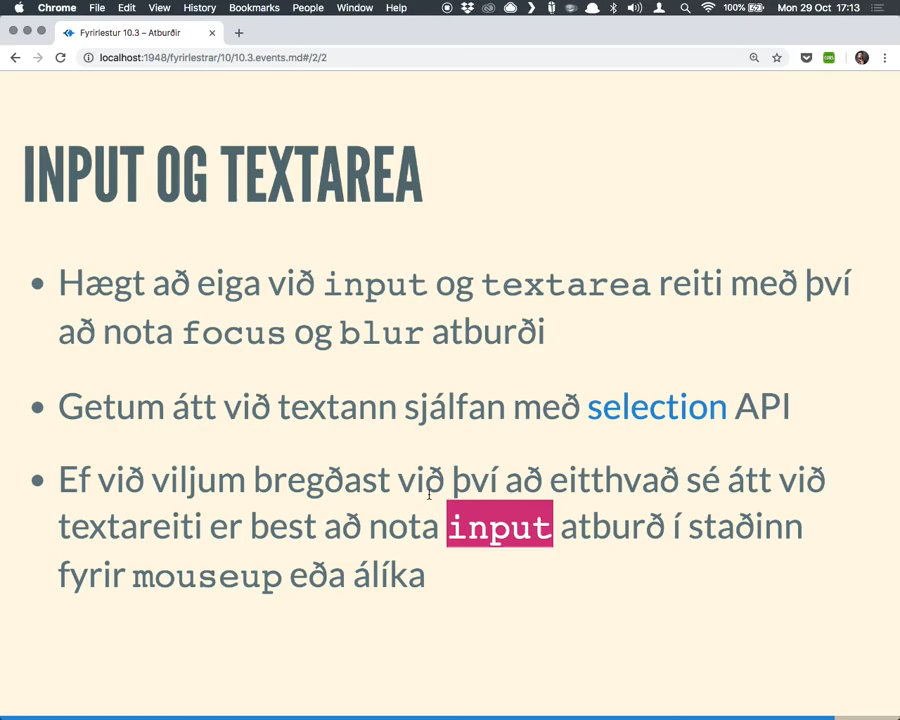 Chrome File Edit View History Bookmarks People Window Help 100% Mon 29 Oct 17:13
Fyrirlestur 10.3 – Atburðir
localhost:1948/fyrirlestrar/10/10.3.events.md#/2/2
INPUT OG TEXTAREA
Hægt að eiga við input og textarea reiti með því
að nota focus og blur atburði
Getum átt við textann sjálfan með selection API
Ef við viljum bregðast við því að eitthvað sé átt við
textareiti er best að nota input atburð í staðinn
fyrir mouseup eða álíka